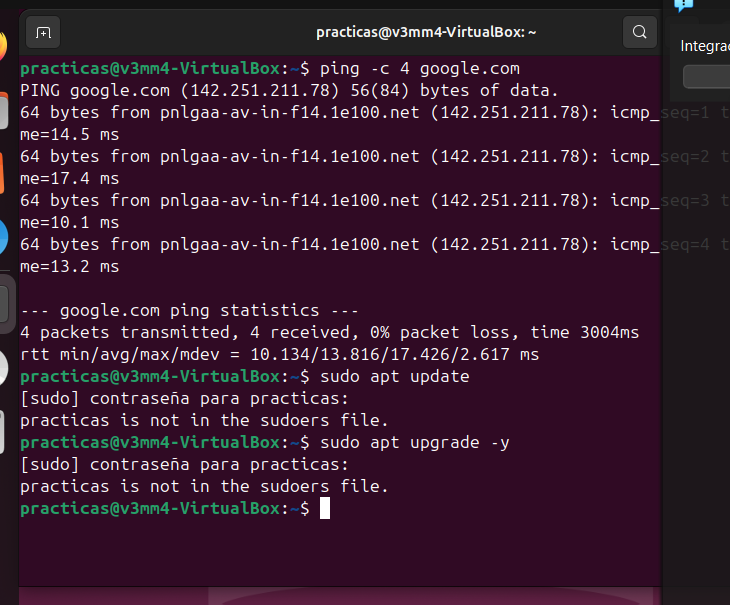 practicas@v3mm4-VirtualBox: ~
Integrac
practicas@v3mm4-VirtualBox:~$ ping -c 4 google.com
PING google.com (142.251.211.78) 56(84) bytes of data.
64 bytes from pnlgaa-av-in-f14.1e100.net (142.251.211.78): icmp_seq=1 t
me=14.5 ms
64 bytes from pnlgaa-av-in-f14.1e100.net (142.251.211.78): icmp_seq=2 t
me=17.4 ms
64 bytes from pnlgaa-av-in-f14.1e100.net (142.251.211.78): icmp_seq=3 t
me=10.1 ms
64 bytes from pnlgaa-av-in-f14.1e100.net (142.251.211.78): icmp_seq=4 t
me=13.2 ms
--- google.com ping statistics ---
4 packets transmitted, 4 received, 0% packet loss, time 3004ms
rtt min/avg/max/mdev = 10.134/13.816/17.426/2.617 ms
practicas@v3mm4-VirtualBox:~$ sudo apt update
[sudo] contraseña para practicas:
practicas is not in the sudoers file.
practicas@v3mm4-VirtualBox:~$ sudo apt upgrade -y
[sudo] contraseña para practicas:
practicas is not in the sudoers file.
practicas@v3mm4-VirtualBox:~$